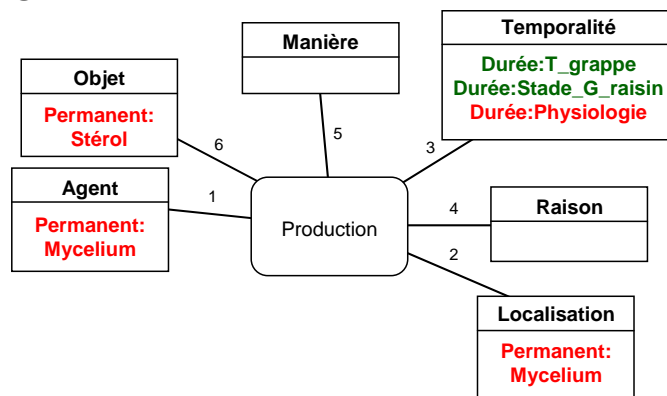 Temporalité
Durée:T_grappe
Durée:Stade_G_raisin
Durée:Physiologie
Manière
Objet
Permanent:
Stérol
6
5
3
Agent
Permanent:
Mycelium
1
Production
4
Raison
2
Localisation
Permanent:
Mycelium